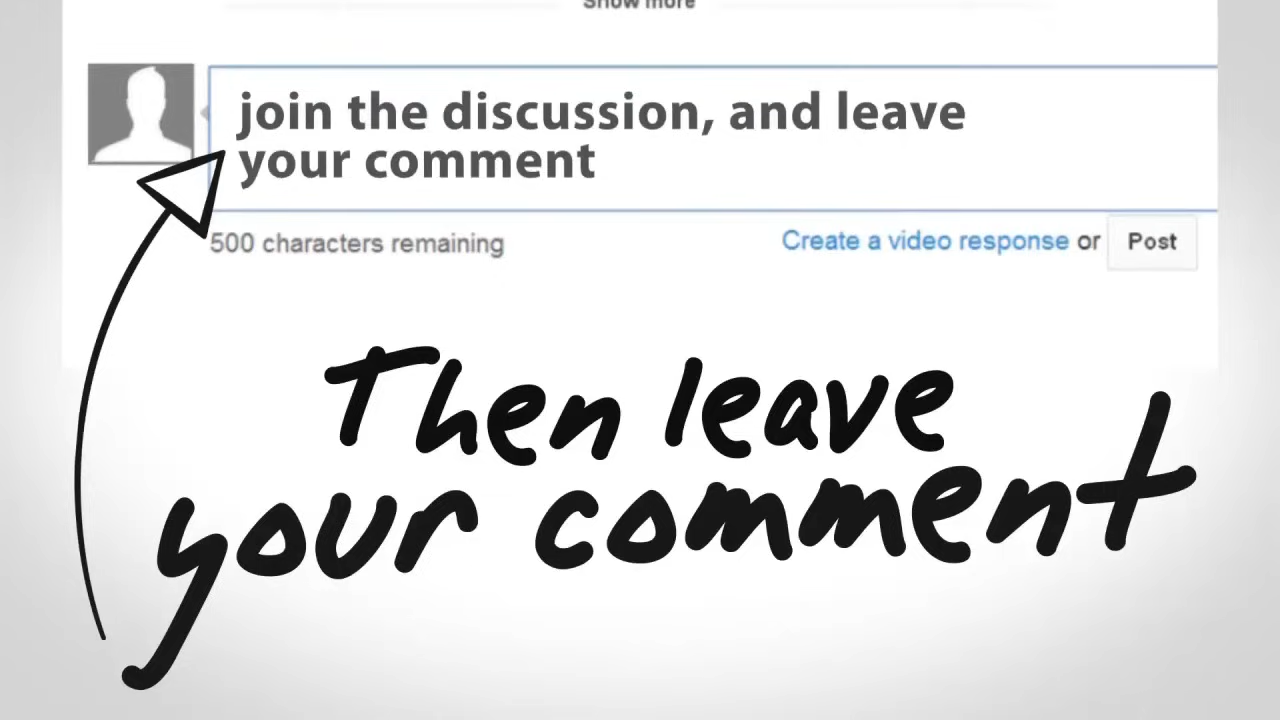 Show more
join the discussion, and leave
your comment
500 characters remaining
Create a video response or Post
Then leave
your comment